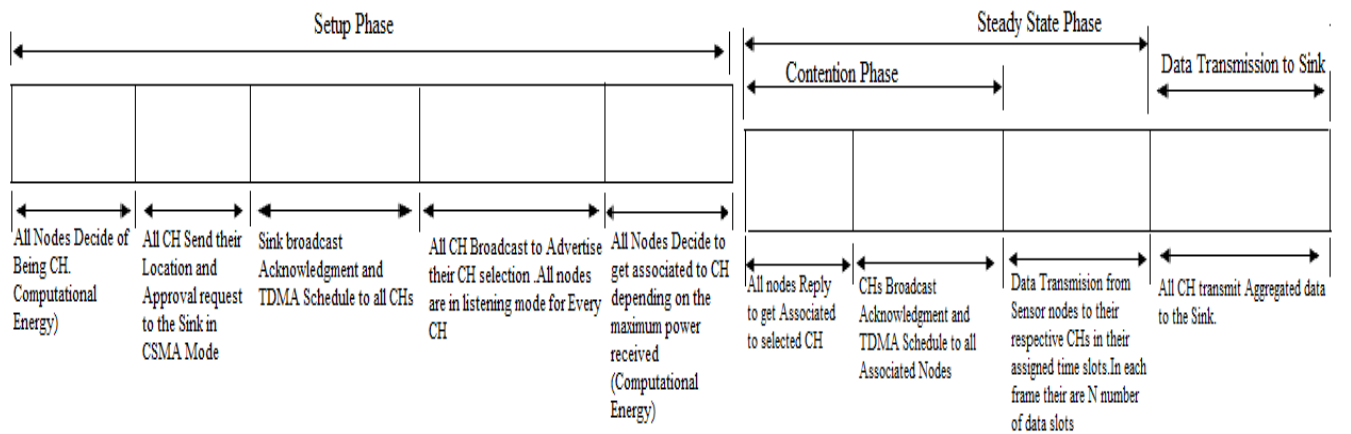 Setup Phase
Steady State Phase
Contention Phase
Data Transmission to Sink
All Nodes Decide of
Being CH.
Computational
Energy)
All CH Send their
Location and
Approval request
to the Sink in
CSMA Mode
Sink broadcast
Acknowledgment and
TDMA Schedule to all CHs
All CH Broadcast to Advertise
their CH selection .All nodes
are in listening mode for Every
CH
All Nodes Decide to
get associated to CH
depending on the
maximum power
received
(Computational
Energy)
All nodes Reply
to get Associated
to selected CH
CHs Broadcast
Acknowledgment and
TDMA Schedule to all
Associated Nodes
Data Transmision from
Sensor nodes to their
respective CHs in their
assigned time slots.In each
frame their are N number
of data slots
All CH transmit Aggregated data
to the Sink.